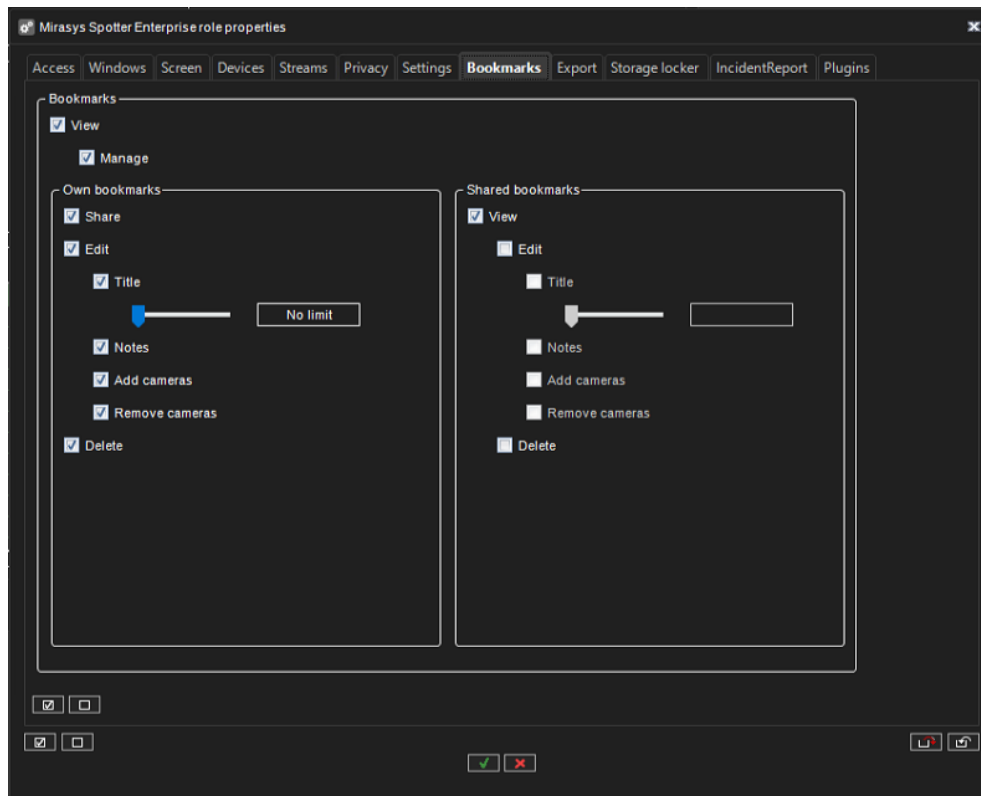 Mirasys Spotter Enterprise role properties
Access Windows Screen Devices Streams Privacy Settings Bookmarks Export Storage locker IncidentReport Plugins
Bookmarks
View
Manage
Own bookmarks
Share
Edit
Title
No limit
Notes
Add cameras
Remove cameras
Delete
Shared bookmarks
View
Edit
Title
Notes
Add cameras
Remove cameras
Delete